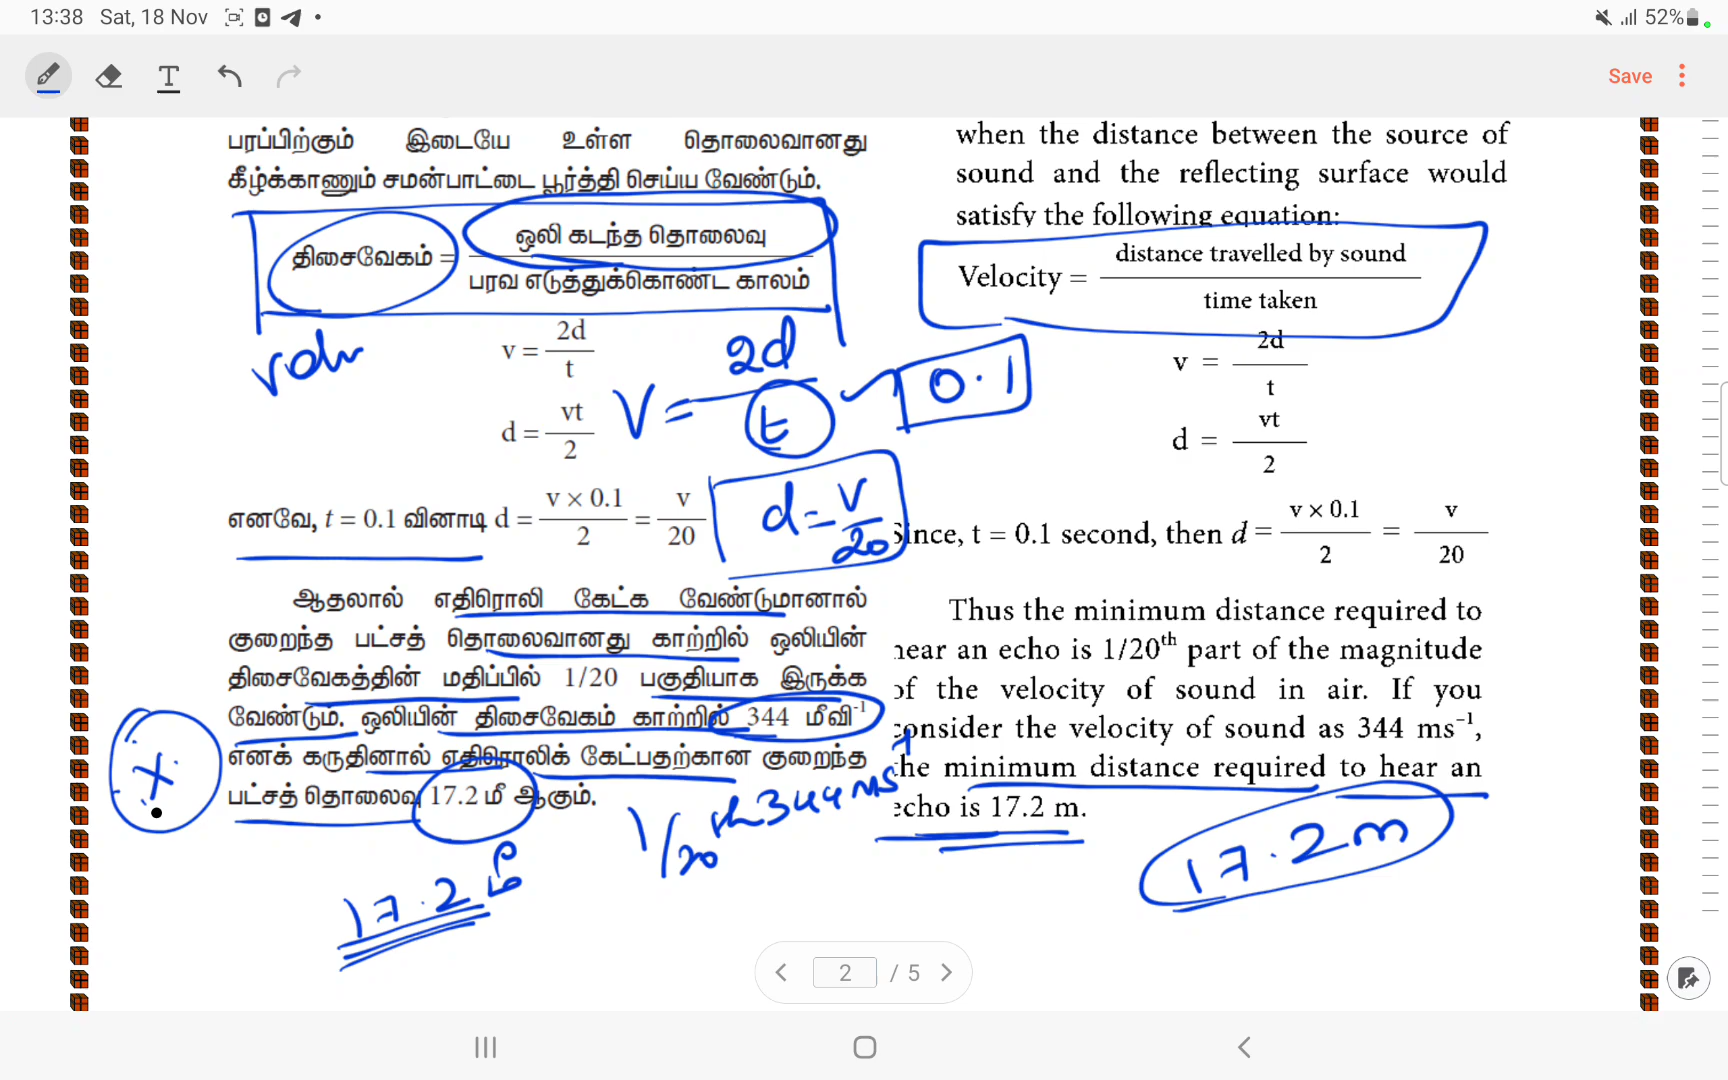 13:38 Sat, 18 Nov
52%
T
Save
பரப்பிற்கும் இடையே உள்ள தொலைவானது
கீழ்க்காணும் சமன்பாட்டை பூர்த்தி செய்ய வேண்டும்.
திசைவேகம் = ஒலி கடந்த தொலைவு
பரவ எடுத்துக்கொண்ட காலம்
v = 2d
t
d = vt
2
V = 2d
t
0.1
எனவே, t = 0.1 வினாடி d = v × 0.1 = v
2 20
d = V
20
ஆதலால் எதிரொலி கேட்க வேண்டுமானால்
குறைந்த பட்சத் தொலைவானது காற்றில் ஒலியின்
திசைவேகத்தின் மதிப்பில் 1/20 பகுதியாக இருக்க
வேண்டும். ஒலியின் திசைவேகம் காற்றில் 344 மீவி⁻¹
எனக் கருதினால் எதிரொலிக் கேட்பதற்கான குறைந்த
பட்சத் தொலைவு 17.2 மீ ஆகும்.
1/20 th 344 ms⁻¹
17.2 மீ
when the distance between the source of
sound and the reflecting surface would
satisfy the following equation:
Velocity = distance travelled by sound
time taken
v = 2d
t
d = vt
2
Since, t = 0.1 second, then d = v × 0.1 = v
2 20
Thus the minimum distance required to
hear an echo is 1/20th part of the magnitude
of the velocity of sound in air. If you
consider the velocity of sound as 344 ms⁻¹,
the minimum distance required to hear an
echo is 17.2 m.
17.2 m
2 / 5